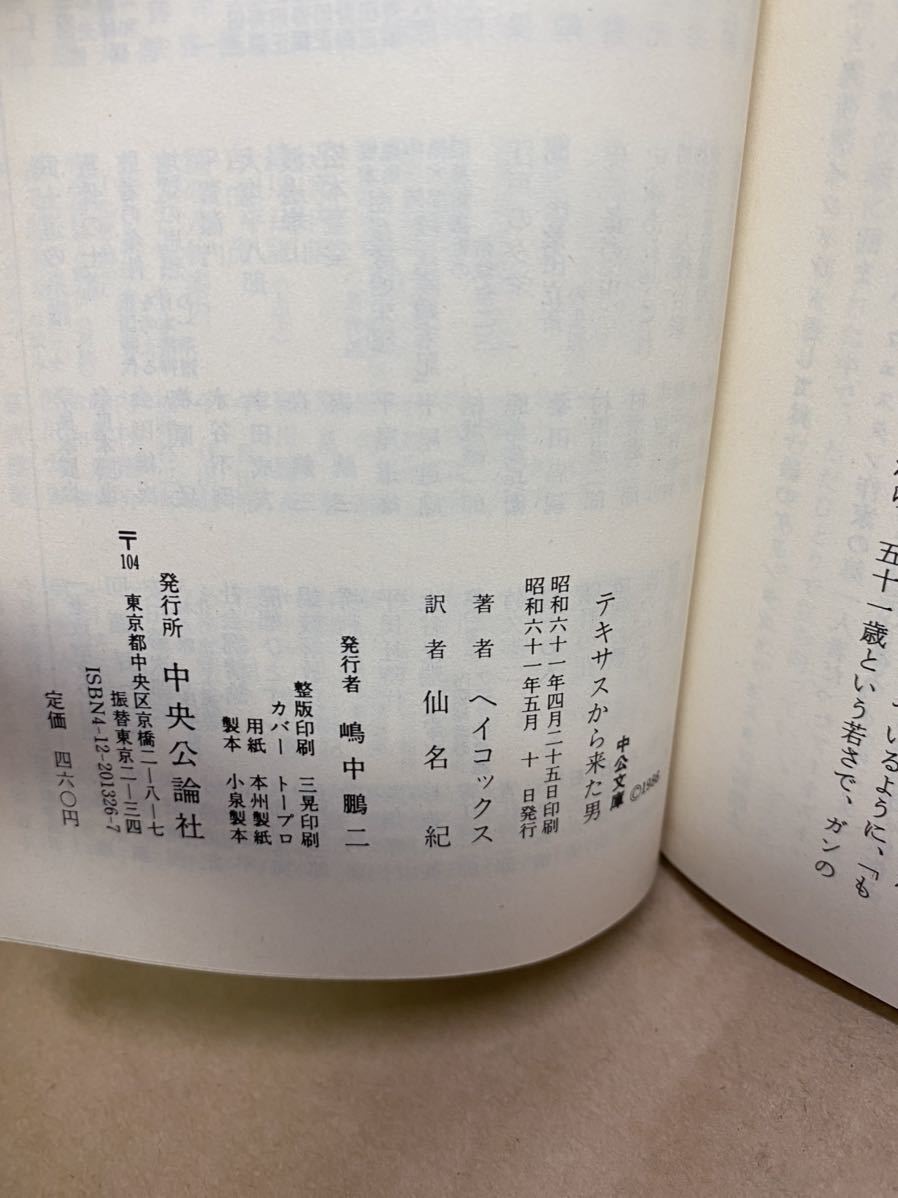 五十一歳という若さで、ガンの
いるように、「も
中公文庫
©1986
テキサスから来た男
昭和六十一年四月二十五日印刷
昭和六十一年五月 十 日発行
著者 ヘイコックス
訳者 仙名 紀
発行者 嶋中鵬二
整版印刷 三晃印刷
カバー トープロ
用紙 本州製紙
製本 小泉製本
発行所 中央公論社
〒104 東京都中央区京橋二-八-七
振替東京二-三四
ISBN4-12-201326-7
定価 四六〇円